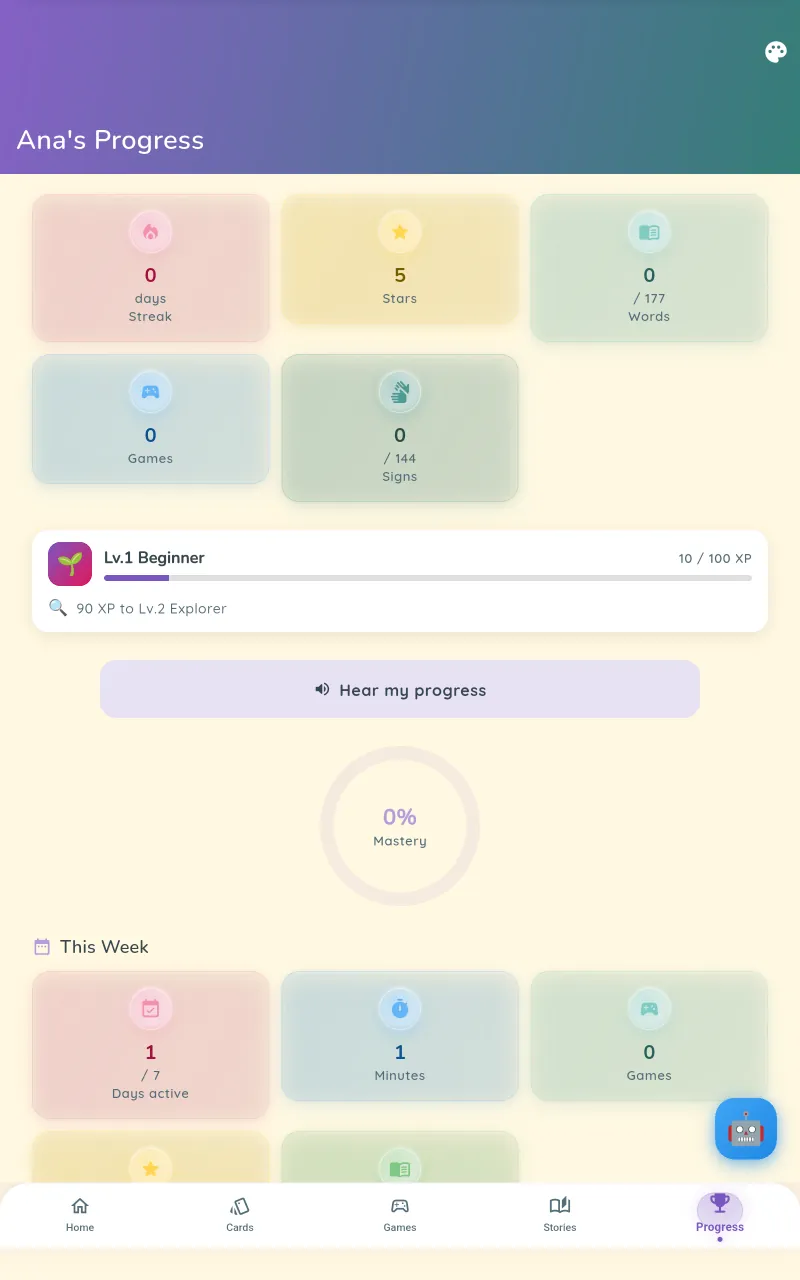 Ana's Progress
0
days
Streak
5
Stars
0
/ 177
Words
0
Games
0
/ 144
Signs
Lv.1 Beginner
10 / 100 XP
90 XP to Lv.2 Explorer
Hear my progress
0%
Mastery
This Week
1
/ 7
Days active
1
Minutes
0
Games
Home
Cards
Games
Stories
Progress